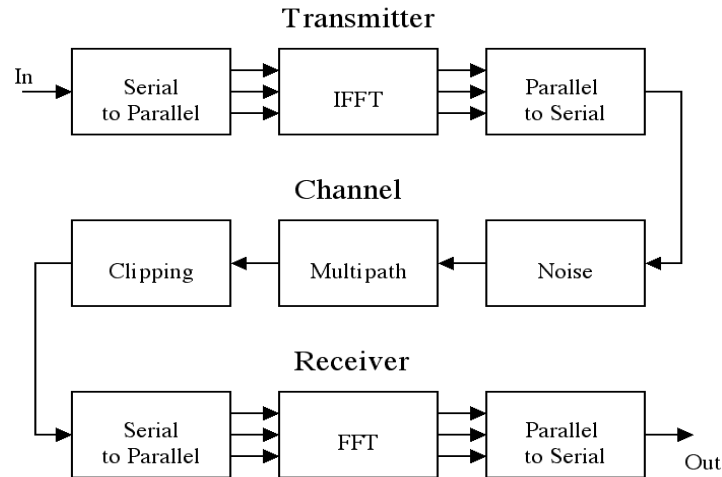 Transmitter
In
Serial
to Parallel
IFFT
Parallel
to Serial
Channel
Clipping
Multipath
Noise
Receiver
Serial
to Parallel
FFT
Parallel
to Serial
Out